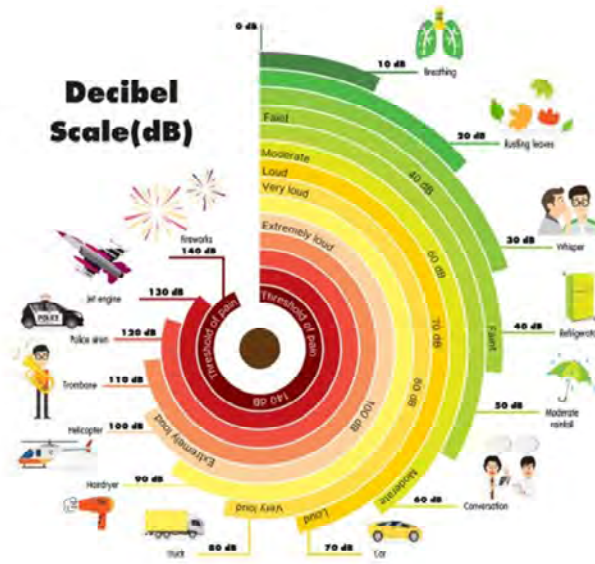 0 dB
Decibel
Scale(dB)
10 dB
Breathing
20 dB
Rustling leaves
30 dB
Whisper
40 dB
Refrigerator
50 dB
Moderate
rainfall
60 dB
Conversation
70 dB
Car
80 dB
Truck
90 dB
Hairdryer
100 dB
Helicopter
110 dB
Trombone
120 dB
Police siren
POLICE
130 dB
Jet engine
140 dB
fireworks
Faint
Moderate
Loud
Very loud
Extremely loud
Threshold of pain
40 dB
60 dB
70 dB
80 dB
100 dB
140 dB
Faint
Moderate
Loud
Very loud
Extremely loud
Threshold of pain